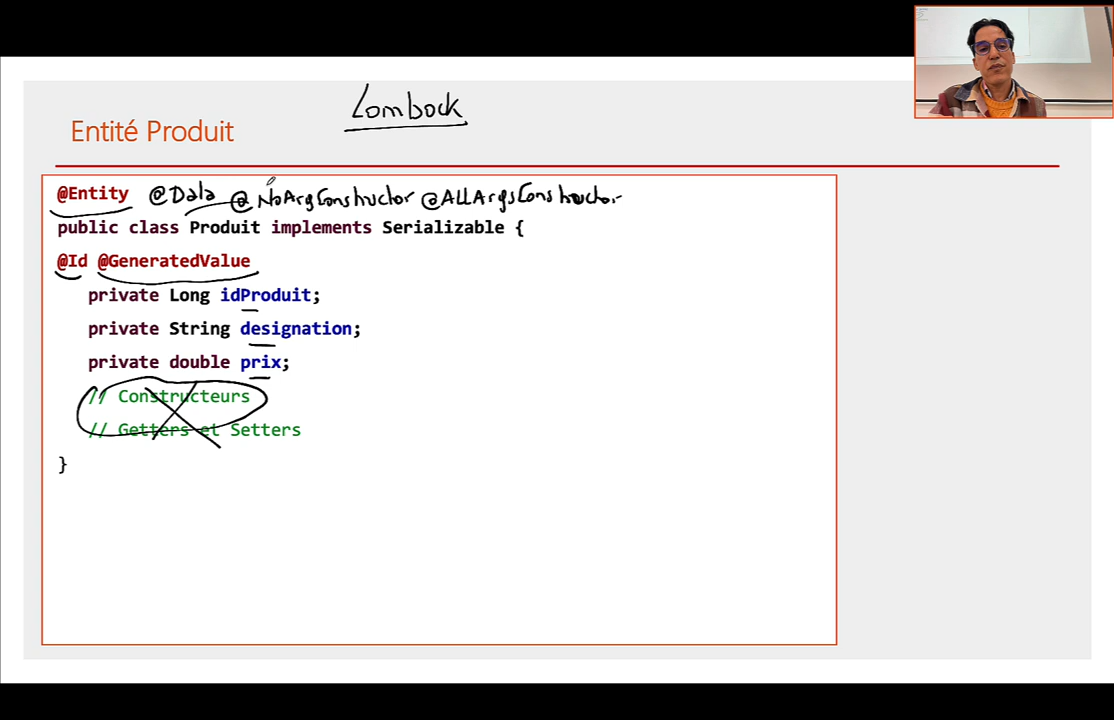 Lombock
Entité Produit
@Entity @Data @NoArgsConstructor @AllArgsConstructor
public class Produit implements Serializable {
@Id @GeneratedValue
private Long idProduit;
private String designation;
private double prix;
// Constructeurs
// Getters et Setters
}